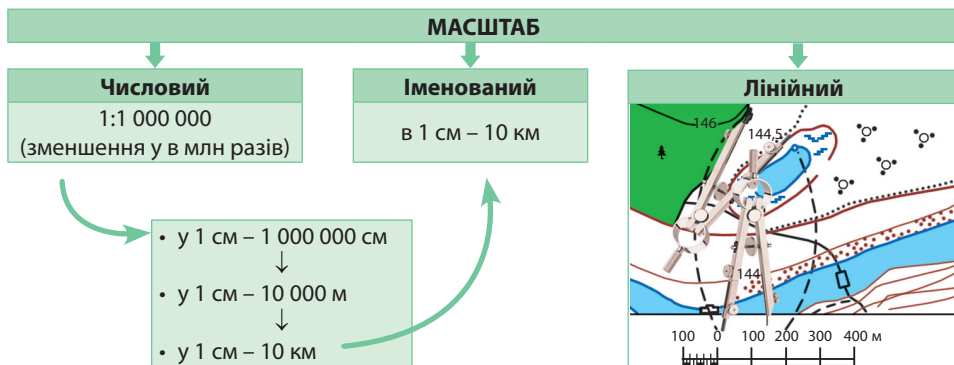 МАСШТАБ
Числовий
1:1 000 000
(зменшення у в млн разів)
Іменований
в 1 см – 10 км
Лінійний
146
144,5
144
100 0 100 200 300 400 м
• у 1 см – 1 000 000 см
↓
• у 1 см – 10 000 м
↓
• у 1 см – 10 км